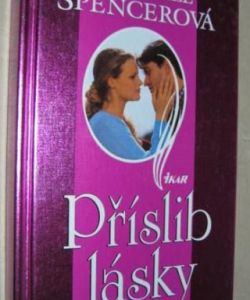 SPENCEROVÁ
IKAR
Příslib
lásky